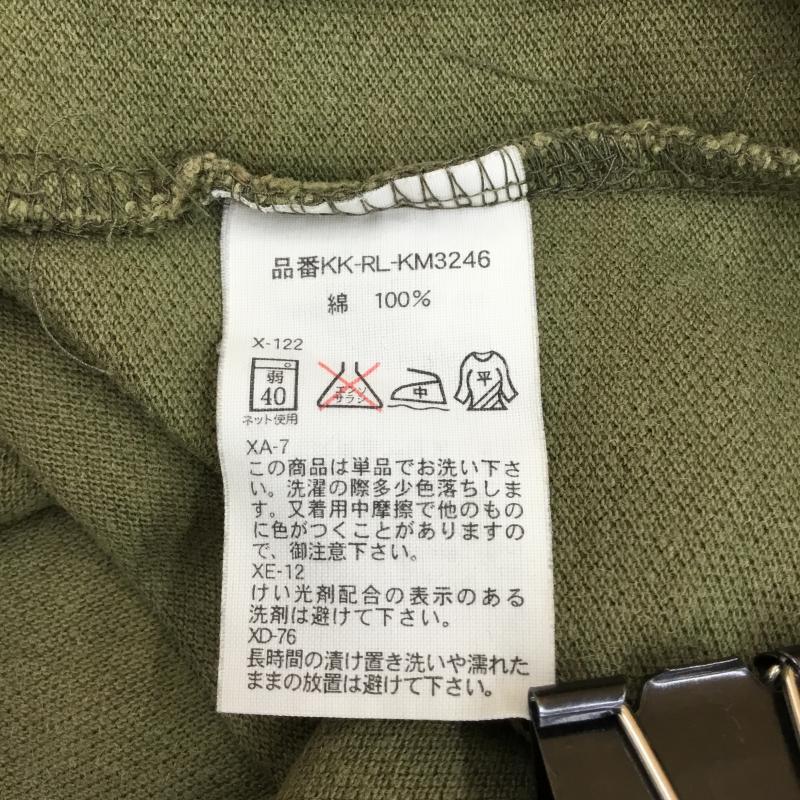 品番KK-RL-KM3246
綿 100%
X-122
弱
40
エンソ
サラシ
中
平
ネット使用
XA-7
この商品は単品でお洗い下さ
い。洗濯の際多少色落ちしま
す。又着用中摩擦で他のもの
に色がつくことがありますの
で、御注意下さい。
XE-12
けい光剤配合の表示のある
洗剤は避けて下さい。
XD-76
長時間の漬け置き洗いや濡れた
ままの放置は避けて下さい。